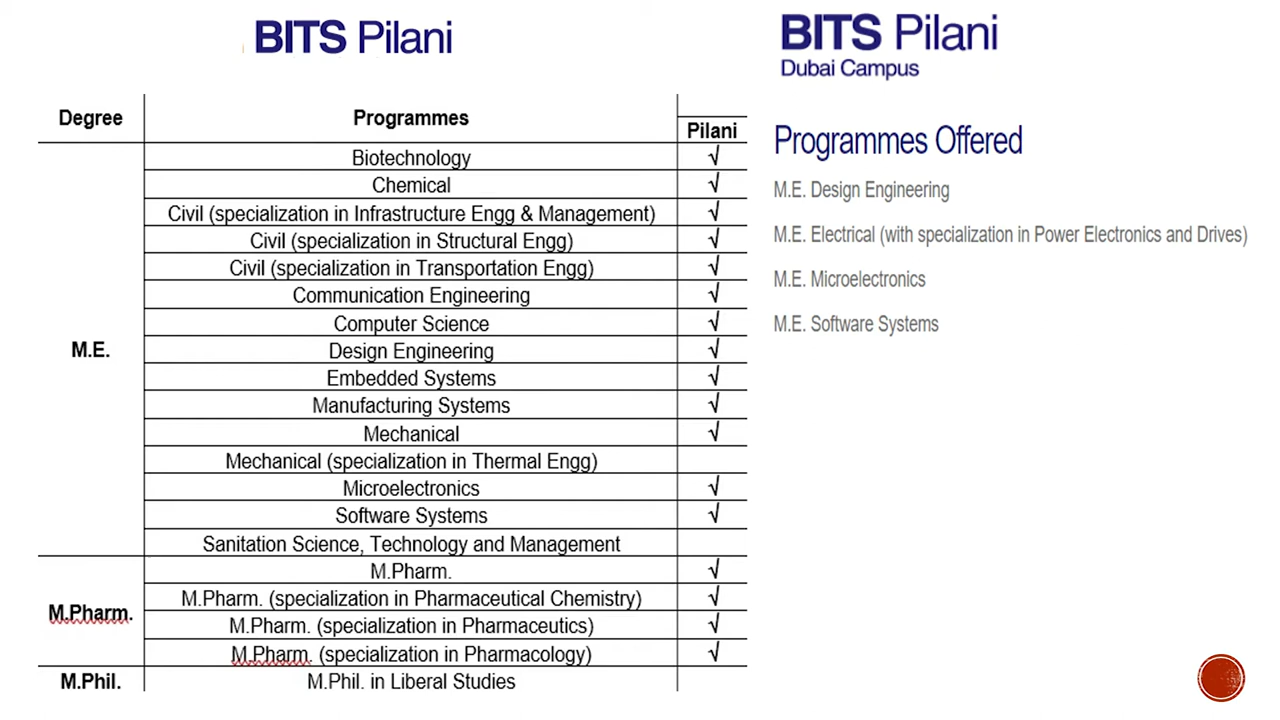 BITS Pilani
Degree Programmes Pilani
M.E.
Biotechnology √
Chemical √
Civil (specialization in Infrastructure Engg & Management) √
Civil (specialization in Structural Engg) √
Civil (specialization in Transportation Engg) √
Communication Engineering √
Computer Science √
Design Engineering √
Embedded Systems √
Manufacturing Systems √
Mechanical √
Mechanical (specialization in Thermal Engg)
Microelectronics √
Software Systems √
Sanitation Science, Technology and Management
M.Pharm.
M.Pharm. √
M.Pharm. (specialization in Pharmaceutical Chemistry) √
M.Pharm. (specialization in Pharmaceutics) √
M.Pharm. (specialization in Pharmacology) √
M.Phil. M.Phil. in Liberal Studies
BITS Pilani
Dubai Campus
Programmes Offered
M.E. Design Engineering
M.E. Electrical (with specialization in Power Electronics and Drives)
M.E. Microelectronics
M.E. Software Systems